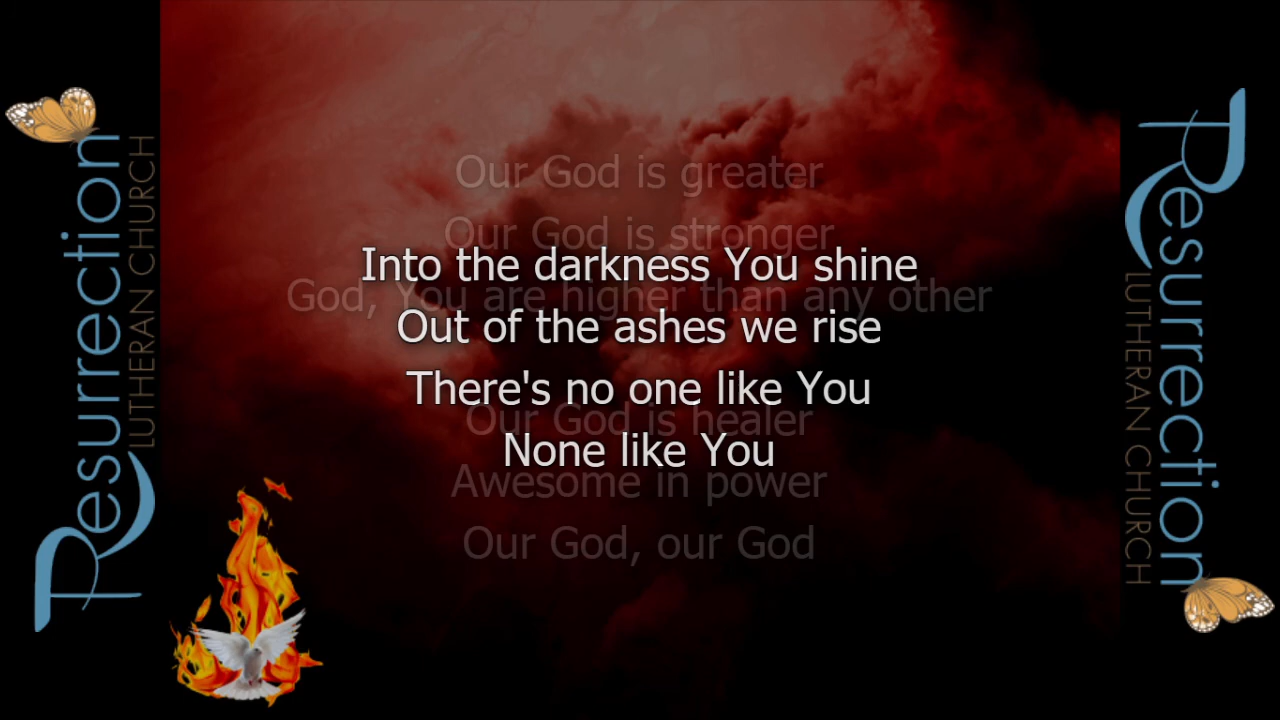 Resurrection
LUTHERAN CHURCH
Our God is greater
Our God is stronger
Into the darkness You shine
God, You are higher than any other
Out of the ashes we rise
There's no one like You
Our God is healer
None like You
Awesome in power
Our God, our God
Resurrection
LUTHERAN CHURCH